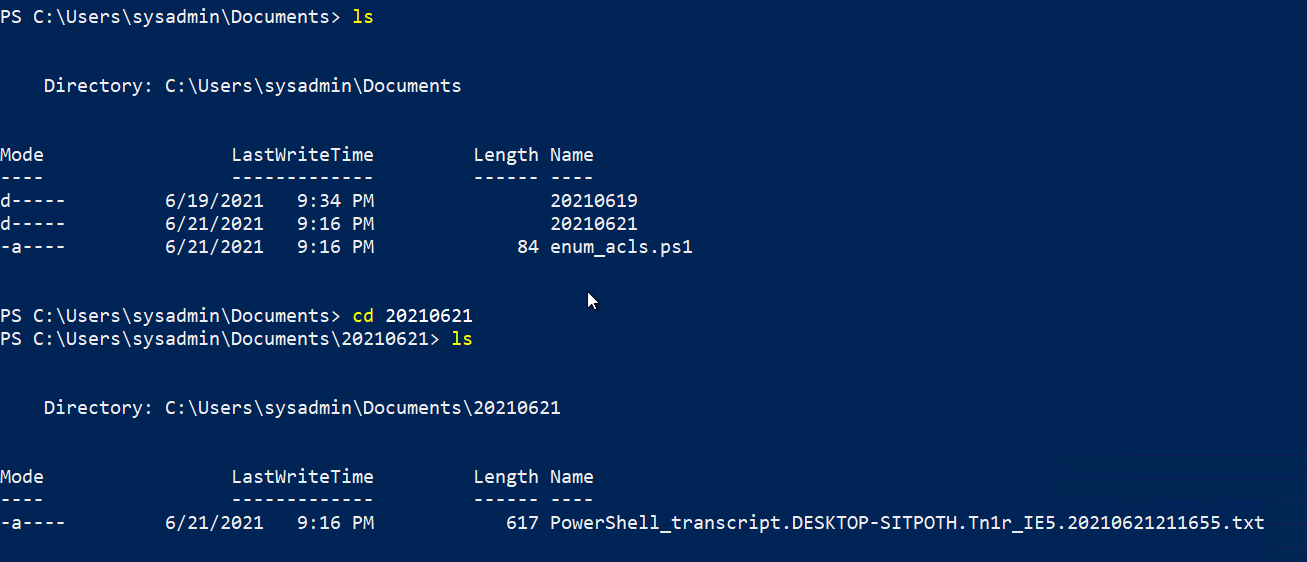 PS C:\Users\sysadmin\Documents> ls
Directory: C:\Users\sysadmin\Documents
Mode LastWriteTime Length Name
---- ------------- ------ ----
d----- 6/19/2021 9:34 PM 20210619
d----- 6/21/2021 9:16 PM 20210621
-a---- 6/21/2021 9:16 PM 84 enum_acls.ps1
PS C:\Users\sysadmin\Documents> cd 20210621
PS C:\Users\sysadmin\Documents\20210621> ls
Directory: C:\Users\sysadmin\Documents\20210621
Mode LastWriteTime Length Name
---- ------------- ------ ----
-a---- 6/21/2021 9:16 PM 617 PowerShell_transcript.DESKTOP-SITPOTH.Tn1r_IE5.20210621211655.txt